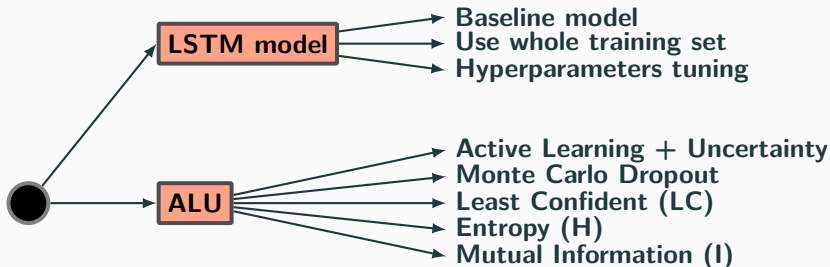 LSTM model
Baseline model
Use whole training set
Hyperparameters tuning
ALU
Active Learning + Uncertainty
Monte Carlo Dropout
Least Confident (LC)
Entropy (H)
Mutual Information (I)